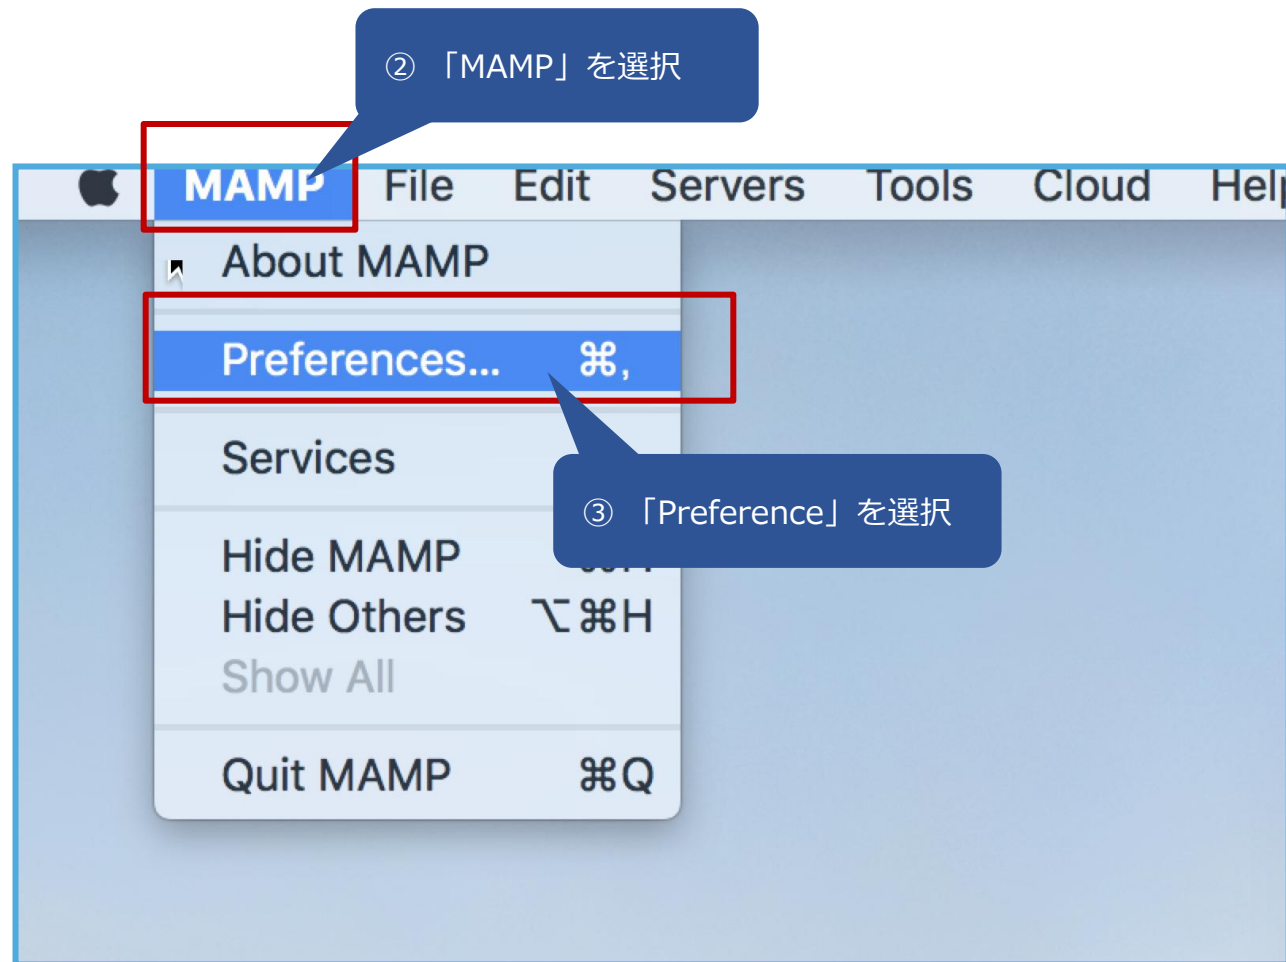 ② 「MAMP」を選択
MAMP File Edit Servers Tools Cloud Help
About MAMP
Preferences... ⌘,
Services
③ 「Preference」を選択
Hide MAMP
Hide Others ⌥⌘H
Show All
Quit MAMP ⌘Q